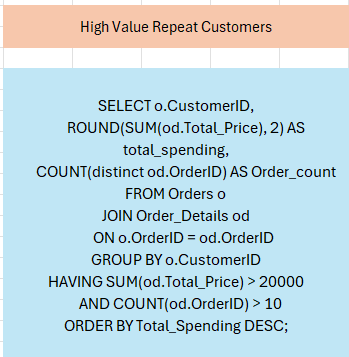 High Value Repeat Customers
SELECT o.CustomerID,
ROUND(SUM(od.Total_Price), 2) AS
total_spending,
COUNT(distinct od.OrderID) AS Order_count
FROM Orders o
JOIN Order_Details od
ON o.OrderID = od.OrderID
GROUP BY o.CustomerID
HAVING SUM(od.Total_Price) > 20000
AND COUNT(od.OrderID) > 10
ORDER BY Total_Spending DESC;